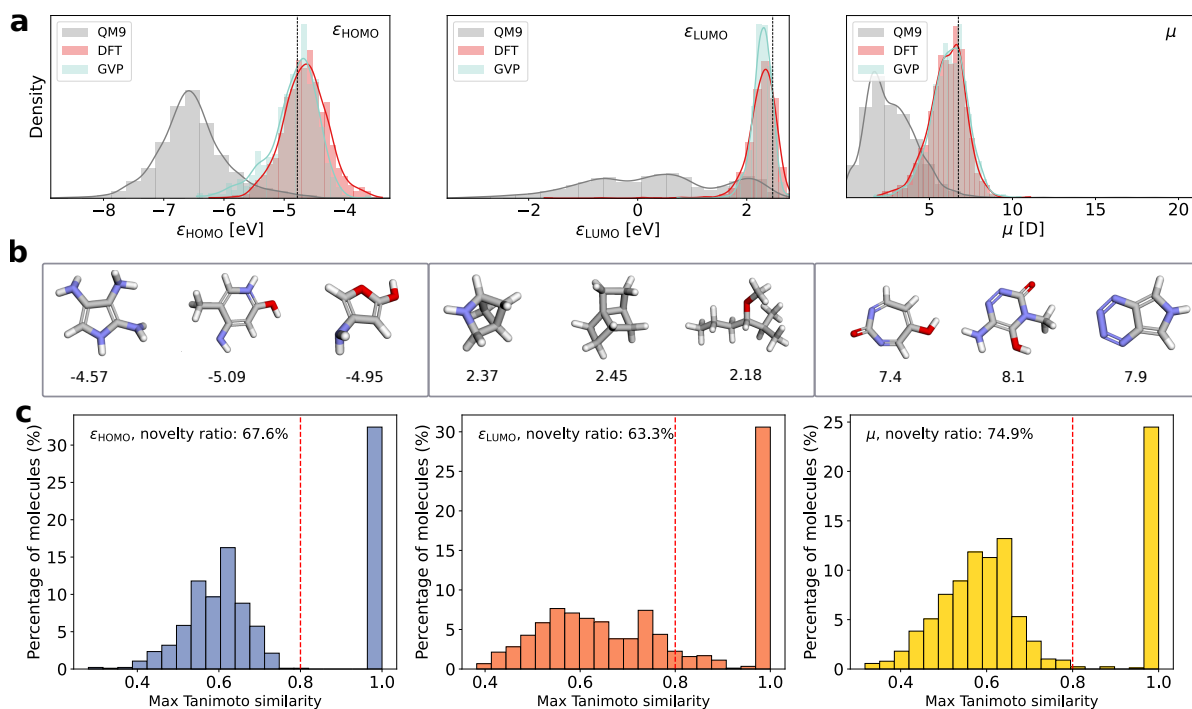 a
QM9
DFT
GVP
ε_HOMO
Density
−8 −7 −6 −5 −4
ε_HOMO [eV]
QM9
DFT
GVP
ε_LUMO
−2 0 2
ε_LUMO [eV]
QM9
DFT
GVP
μ
5 10 15 20
μ [D]
b
-4.57 -5.09 -4.95
2.37 2.45 2.18
7.4 8.1 7.9
c
ε_HOMO, novelty ratio: 67.6%
Percentage of molecules (%)
30
25
20
15
10
5
0
0.4 0.6 0.8 1.0
Max Tanimoto similarity
ε_LUMO, novelty ratio: 63.3%
Percentage of molecules (%)
30
25
20
15
10
5
0
0.4 0.6 0.8 1.0
Max Tanimoto similarity
μ, novelty ratio: 74.9%
Percentage of molecules (%)
25
20
15
10
5
0
0.4 0.6 0.8 1.0
Max Tanimoto similarity